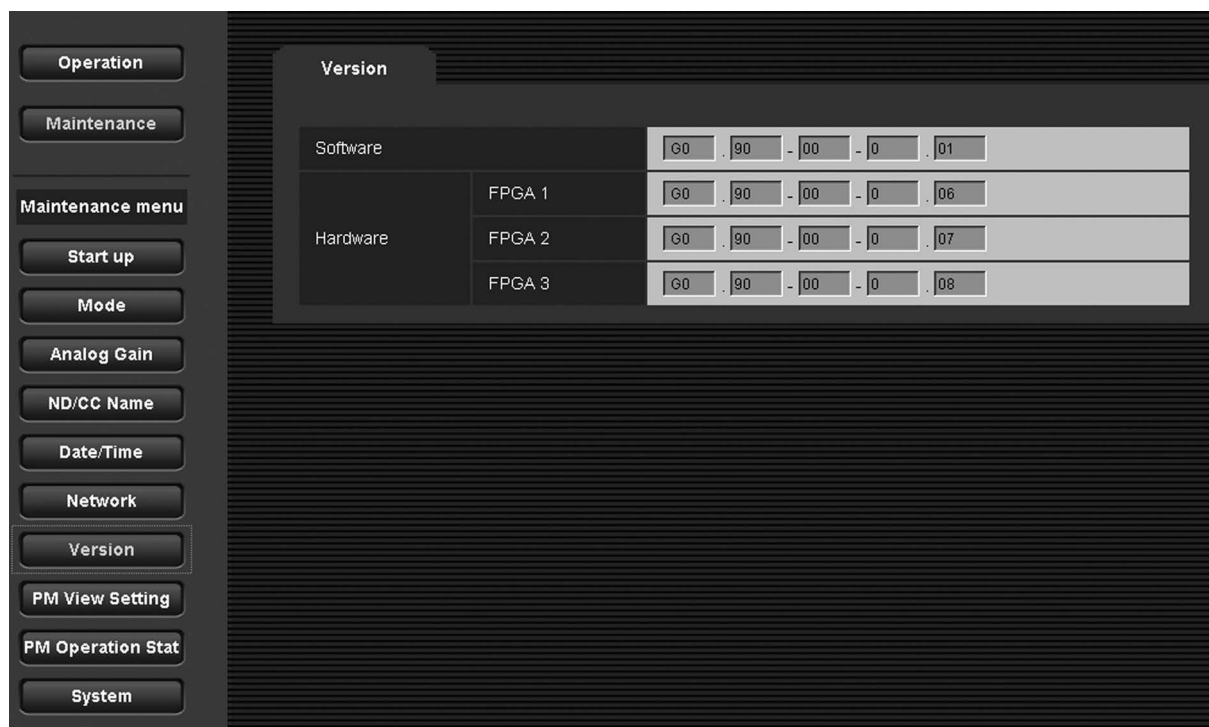 Operation
Maintenance
Maintenance menu
Start up
Mode
Analog Gain
ND/CC Name
Date/Time
Network
Version
PM View Setting
PM Operation Stat
System
Version
Software G0 . 90 - 00 - 0 . 01
Hardware
FPGA 1 G0 . 90 - 00 - 0 . 06
FPGA 2 G0 . 90 - 00 - 0 . 07
FPGA 3 G0 . 90 - 00 - 0 . 08